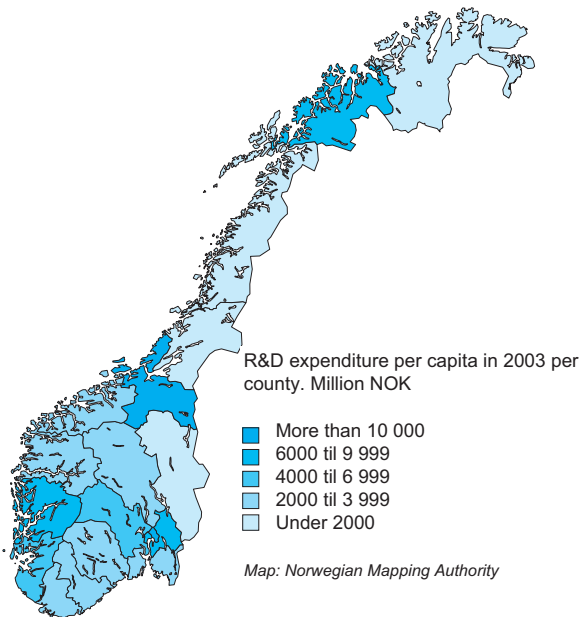 R&D expenditure per capita in 2003 per
county. Million NOK
More than 10 000
6000 til 9 999
4000 til 6 999
2000 til 3 999
Under 2000
Map: Norwegian Mapping Authority